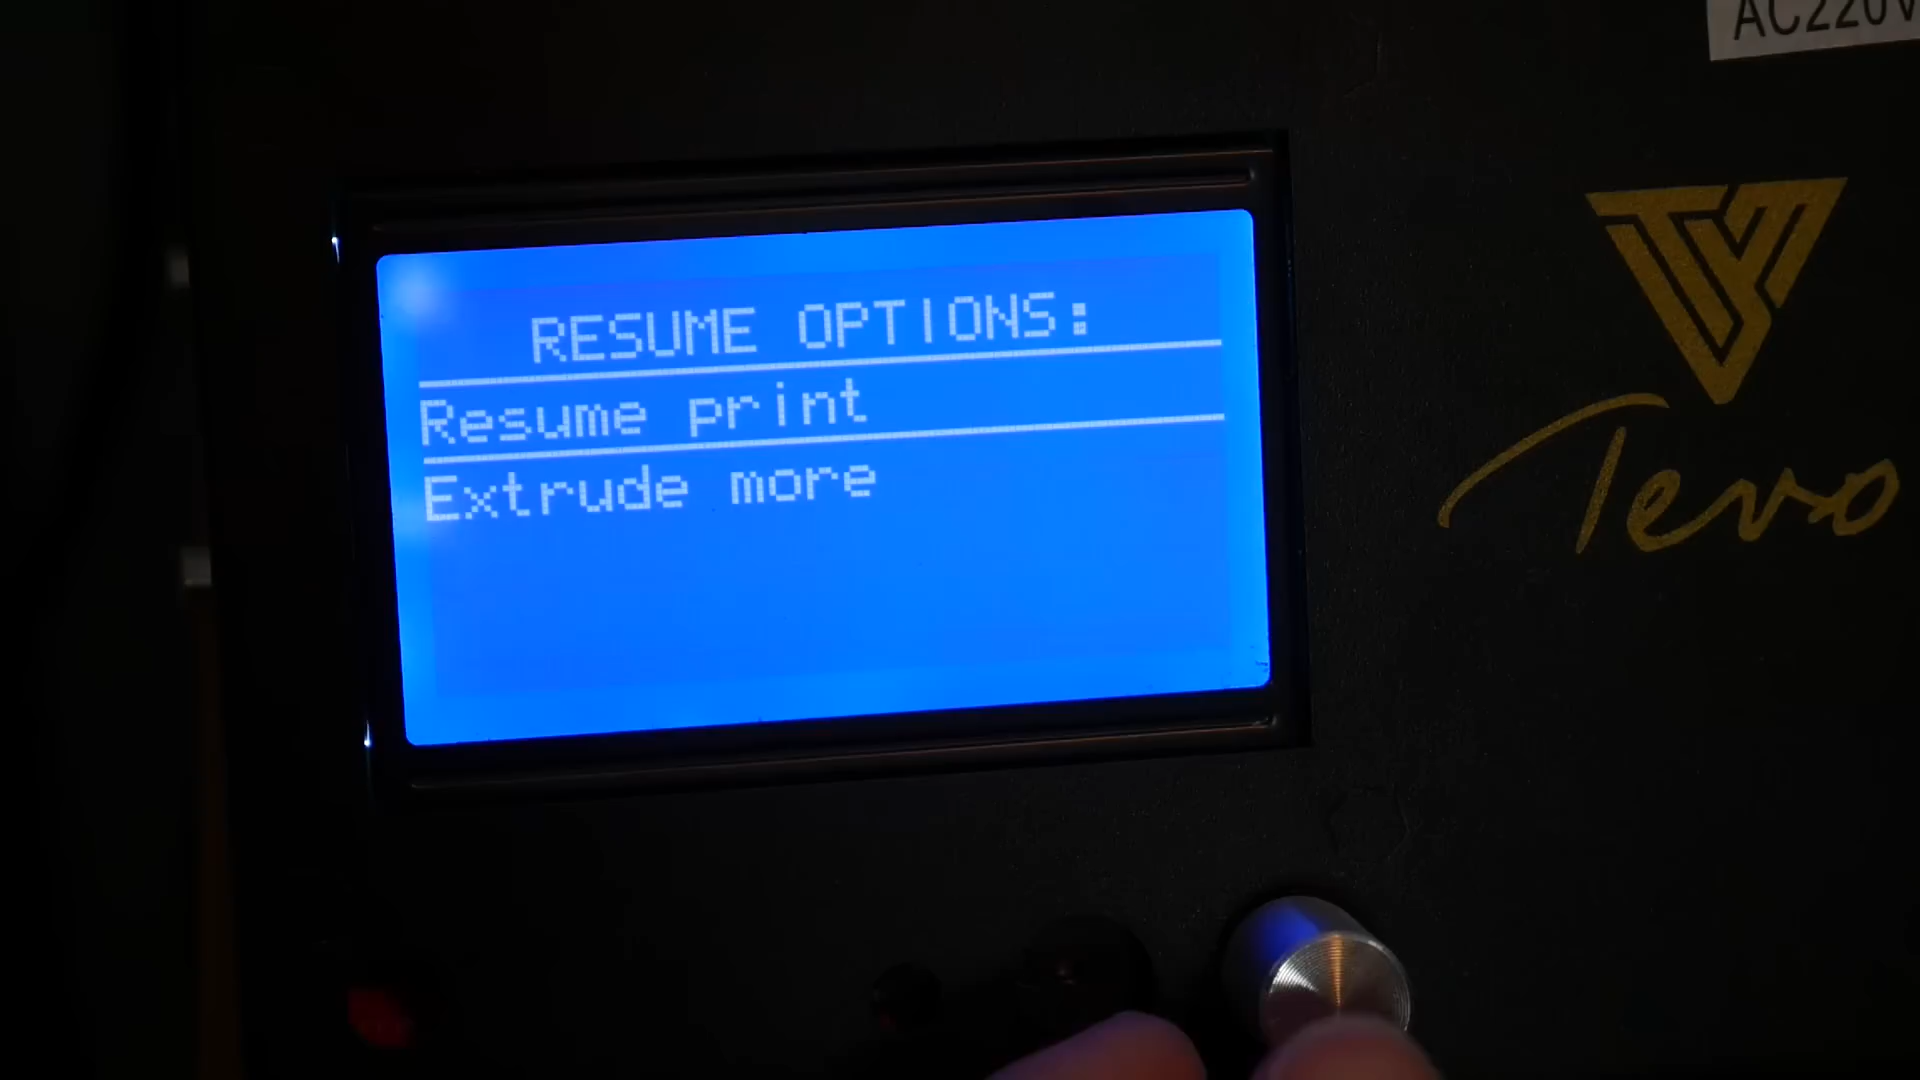 AC220V
RESUME OPTIONS:
Resume print
Extrude more
Tevo